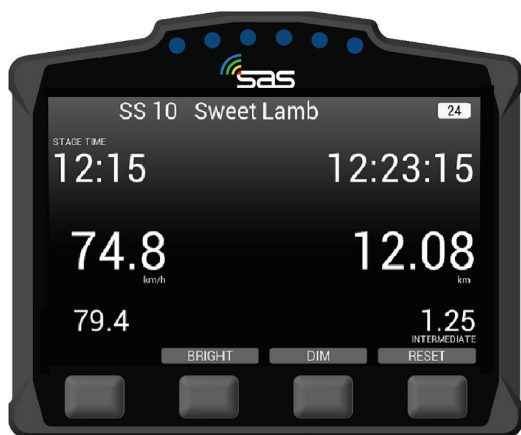 sas
SS 10 Sweet Lamb 24
STAGE TIME
12:15 12:23:15
74.8 12.08
km/h km
79.4 1.25
INTERMEDIATE
BRIGHT DIM RESET